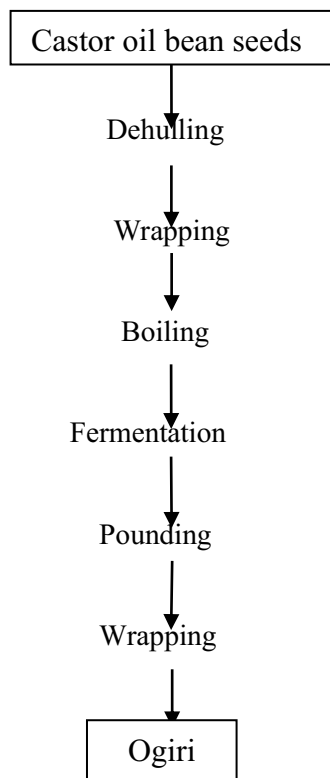 Castor oil bean seeds
Dehulling
Wrapping
Boiling
Fermentation
Pounding
Wrapping
Ogiri